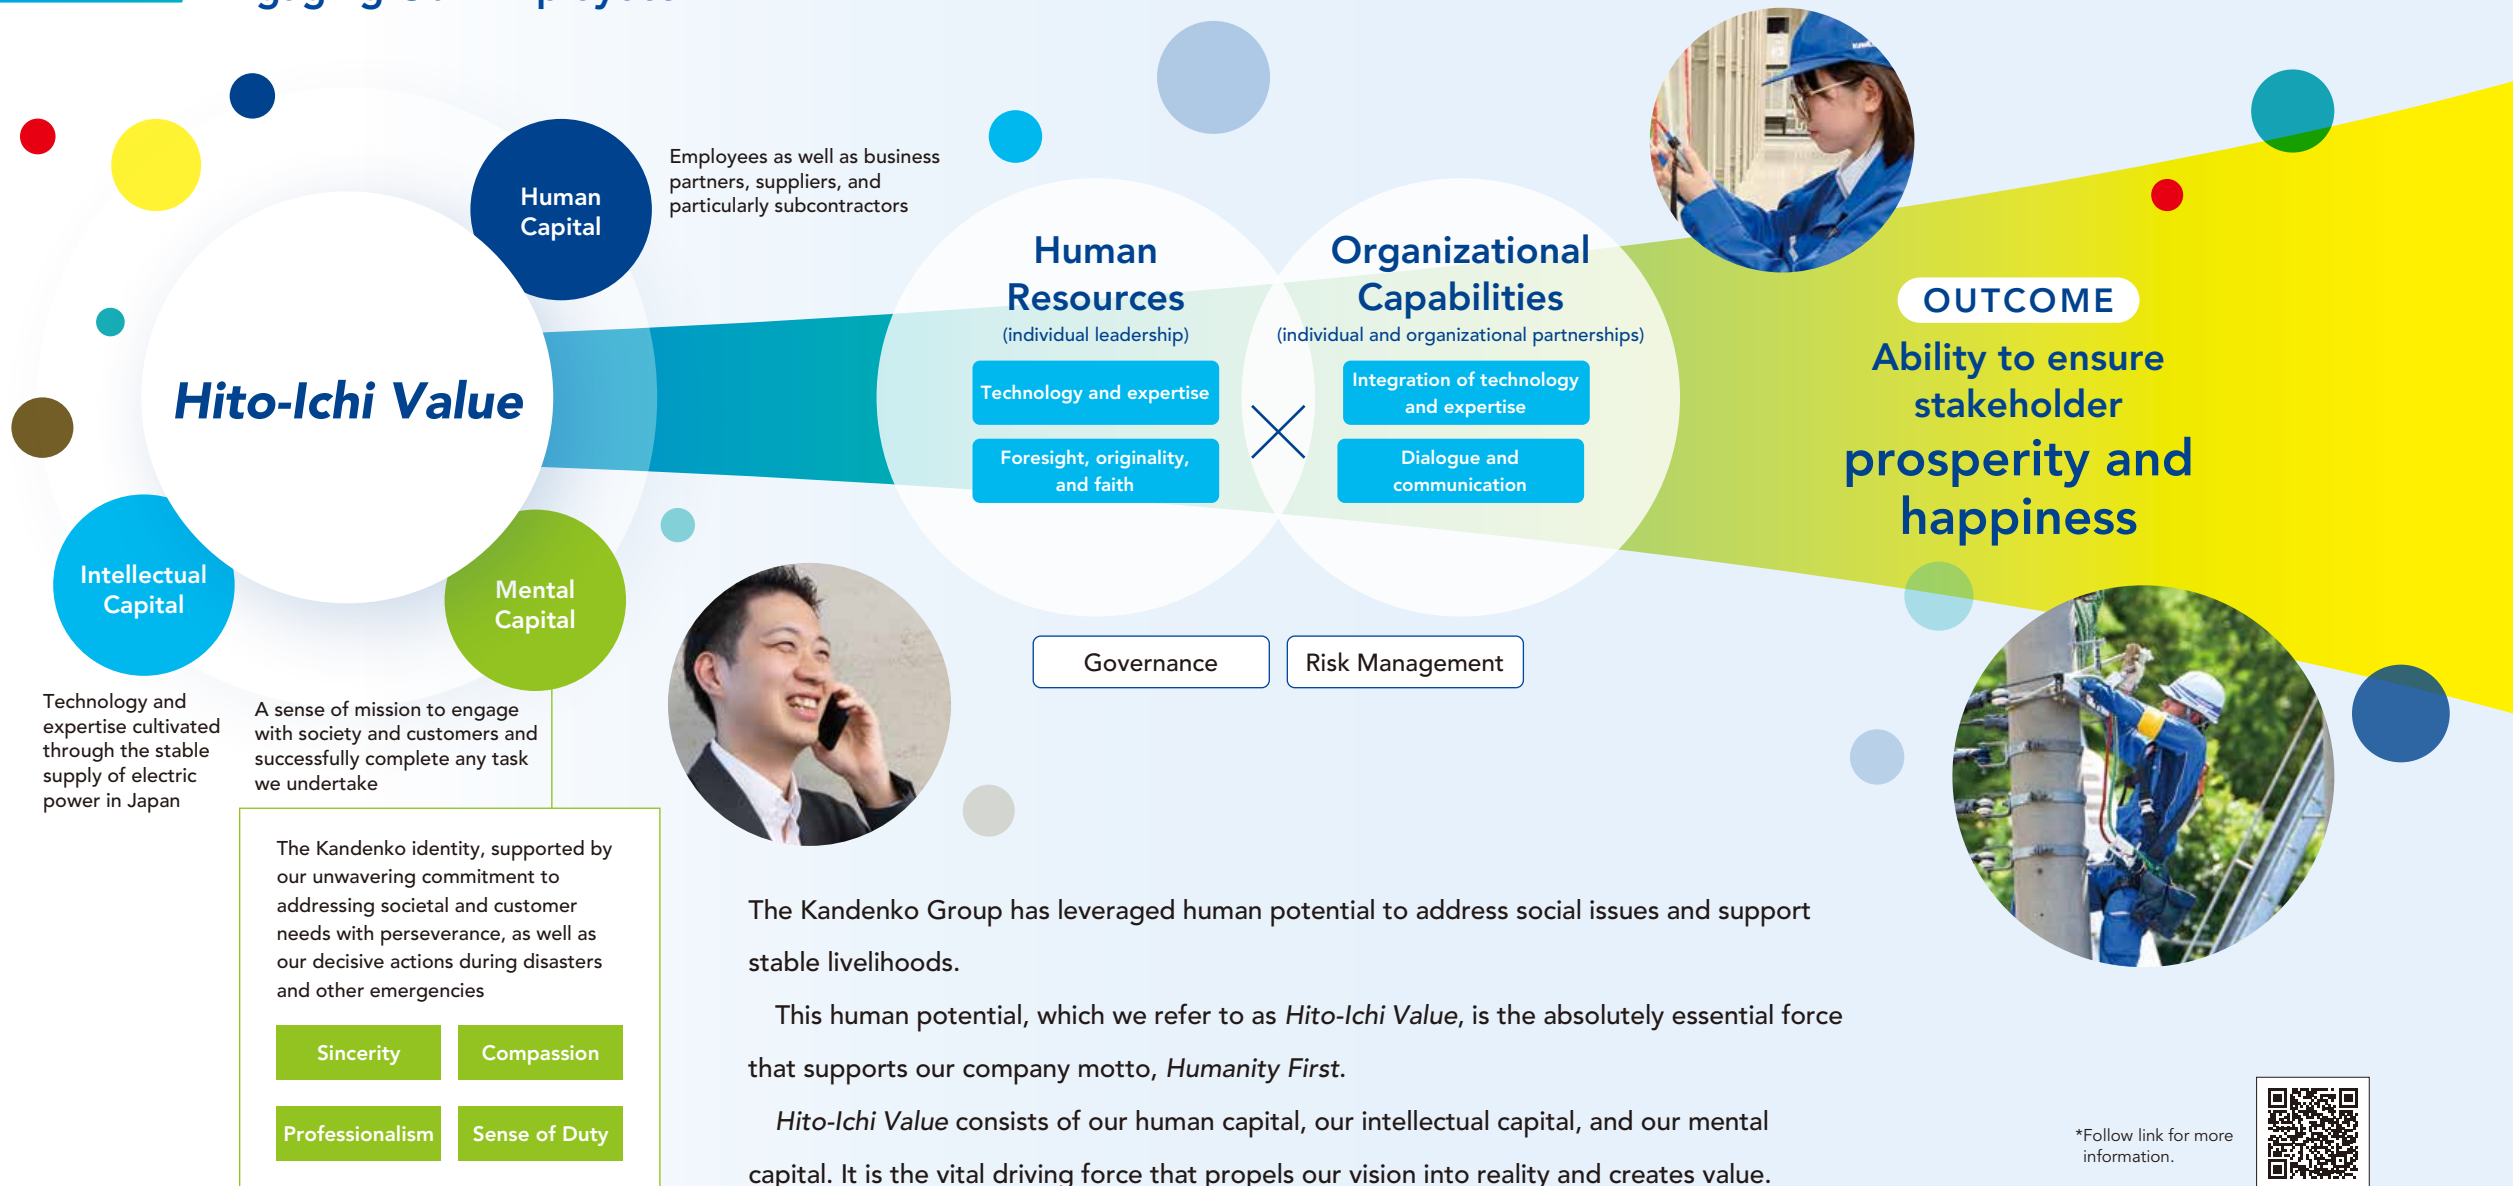 Human
Capital
Employees as well as business
partners, suppliers, and
particularly subcontractors
Hito-Ichi Value
Intellectual
Capital
Technology and
expertise cultivated
through the stable
supply of electric
power in Japan
Mental
Capital
A sense of mission to engage
with society and customers and
successfully complete any task
we undertake
The Kandenko identity, supported by
our unwavering commitment to
addressing societal and customer
needs with perseverance, as well as
our decisive actions during disasters
and other emergencies
Sincerity
Compassion
Professionalism
Sense of Duty
Human
Resources
(individual leadership)
Technology and expertise
Foresight, originality,
and faith
Organizational
Capabilities
(individual and organizational partnerships)
Integration of technology
and expertise
Dialogue and
communication
Governance
Risk Management
OUTCOME
Ability to ensure
stakeholder
prosperity and
happiness
The Kandenko Group has leveraged human potential to address social issues and support
stable livelihoods.
This human potential, which we refer to as Hito-Ichi Value, is the absolutely essential force
that supports our company motto, Humanity First.
Hito-Ichi Value consists of our human capital, our intellectual capital, and our mental
capital. It is the vital driving force that propels our vision into reality and creates value.
*Follow link for more
information.